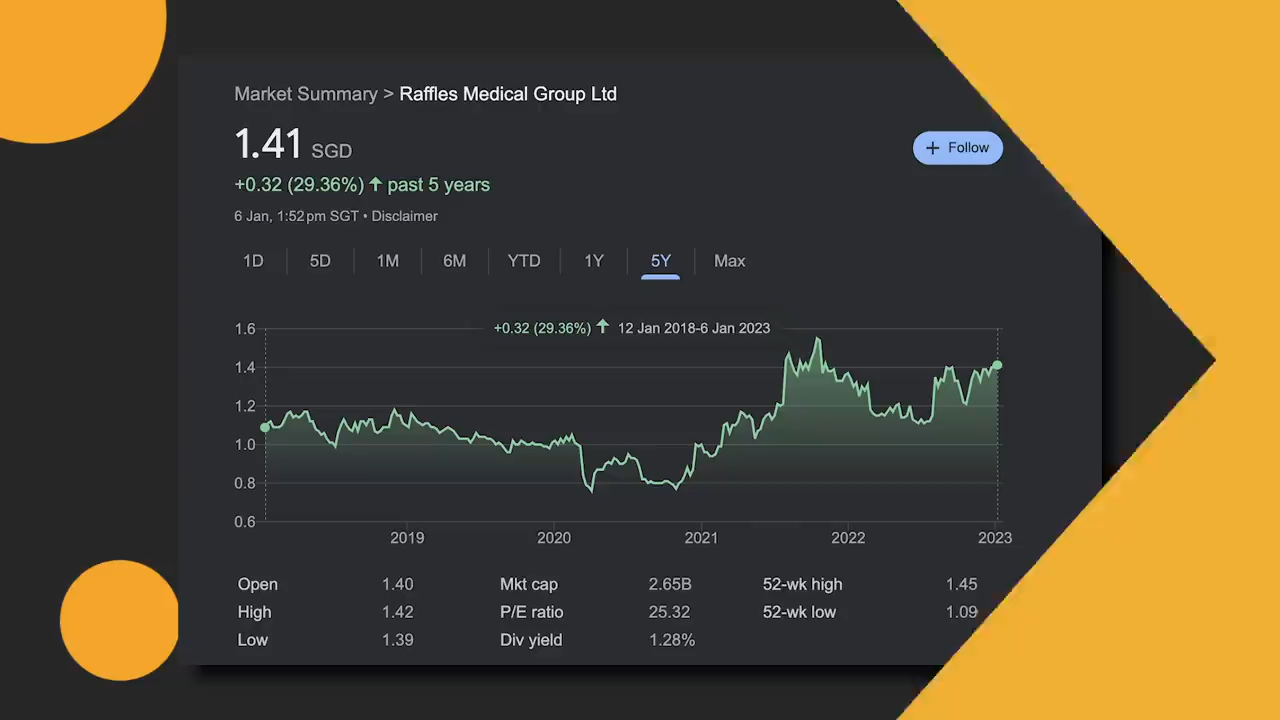 Market Summary > Raffles Medical Group Ltd
1.41 SGD
+ Follow
+0.32 (29.36%) ↑ past 5 years
6 Jan, 1:52 pm SGT • Disclaimer
1D 5D 1M 6M YTD 1Y 5Y Max
+0.32 (29.36%) ↑ 12 Jan 2018-6 Jan 2023
1.6
1.4
1.2
1.0
0.8
0.6
2019 2020 2021 2022 2023
Open 1.40 Mkt cap 2.65B 52-wk high 1.45
High 1.42 P/E ratio 25.32 52-wk low 1.09
Low 1.39 Div yield 1.28%